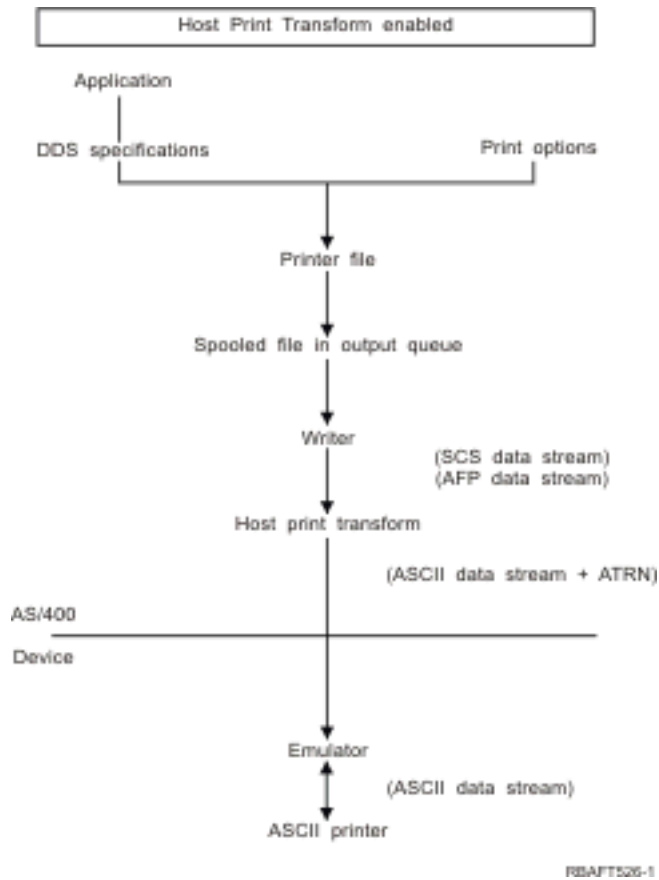 Host Print Transform enabled
Application
DDS specifications
Print options
Printer file
Spooled file in output queue
Writer
(SCS data stream)
(AFP data stream)
Host print transform
(ASCII data stream + ATRN)
AS/400
Device
Emulator
(ASCII data stream)
ASCII printer
RBAFT526-1